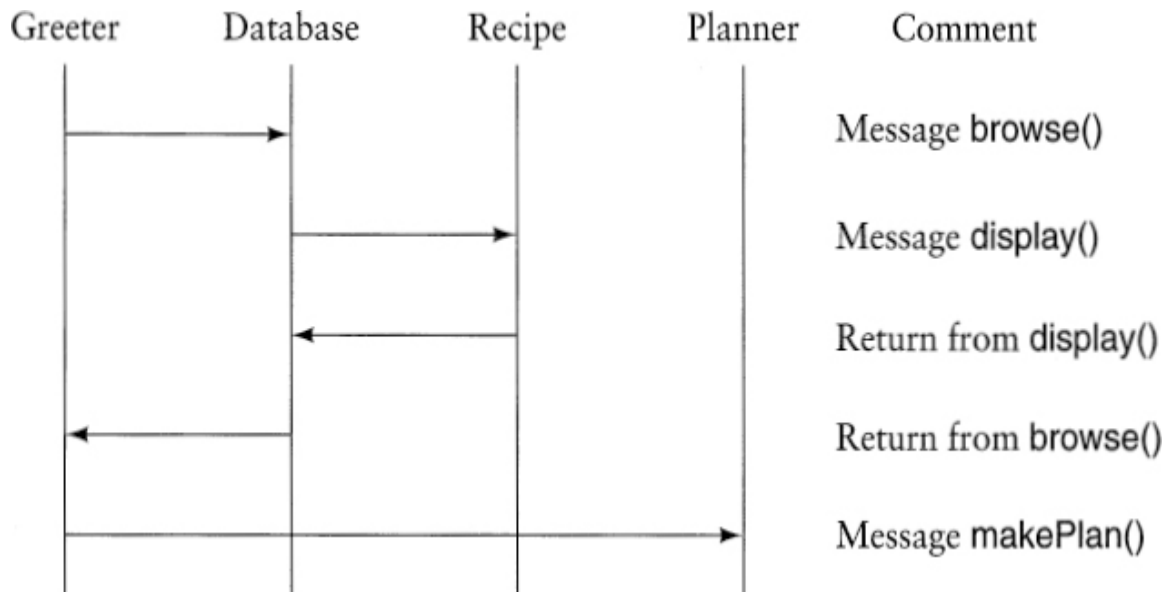 Greeter Database Recipe Planner Comment
Message browse()
Message display()
Return from display()
Return from browse()
Message makePlan()